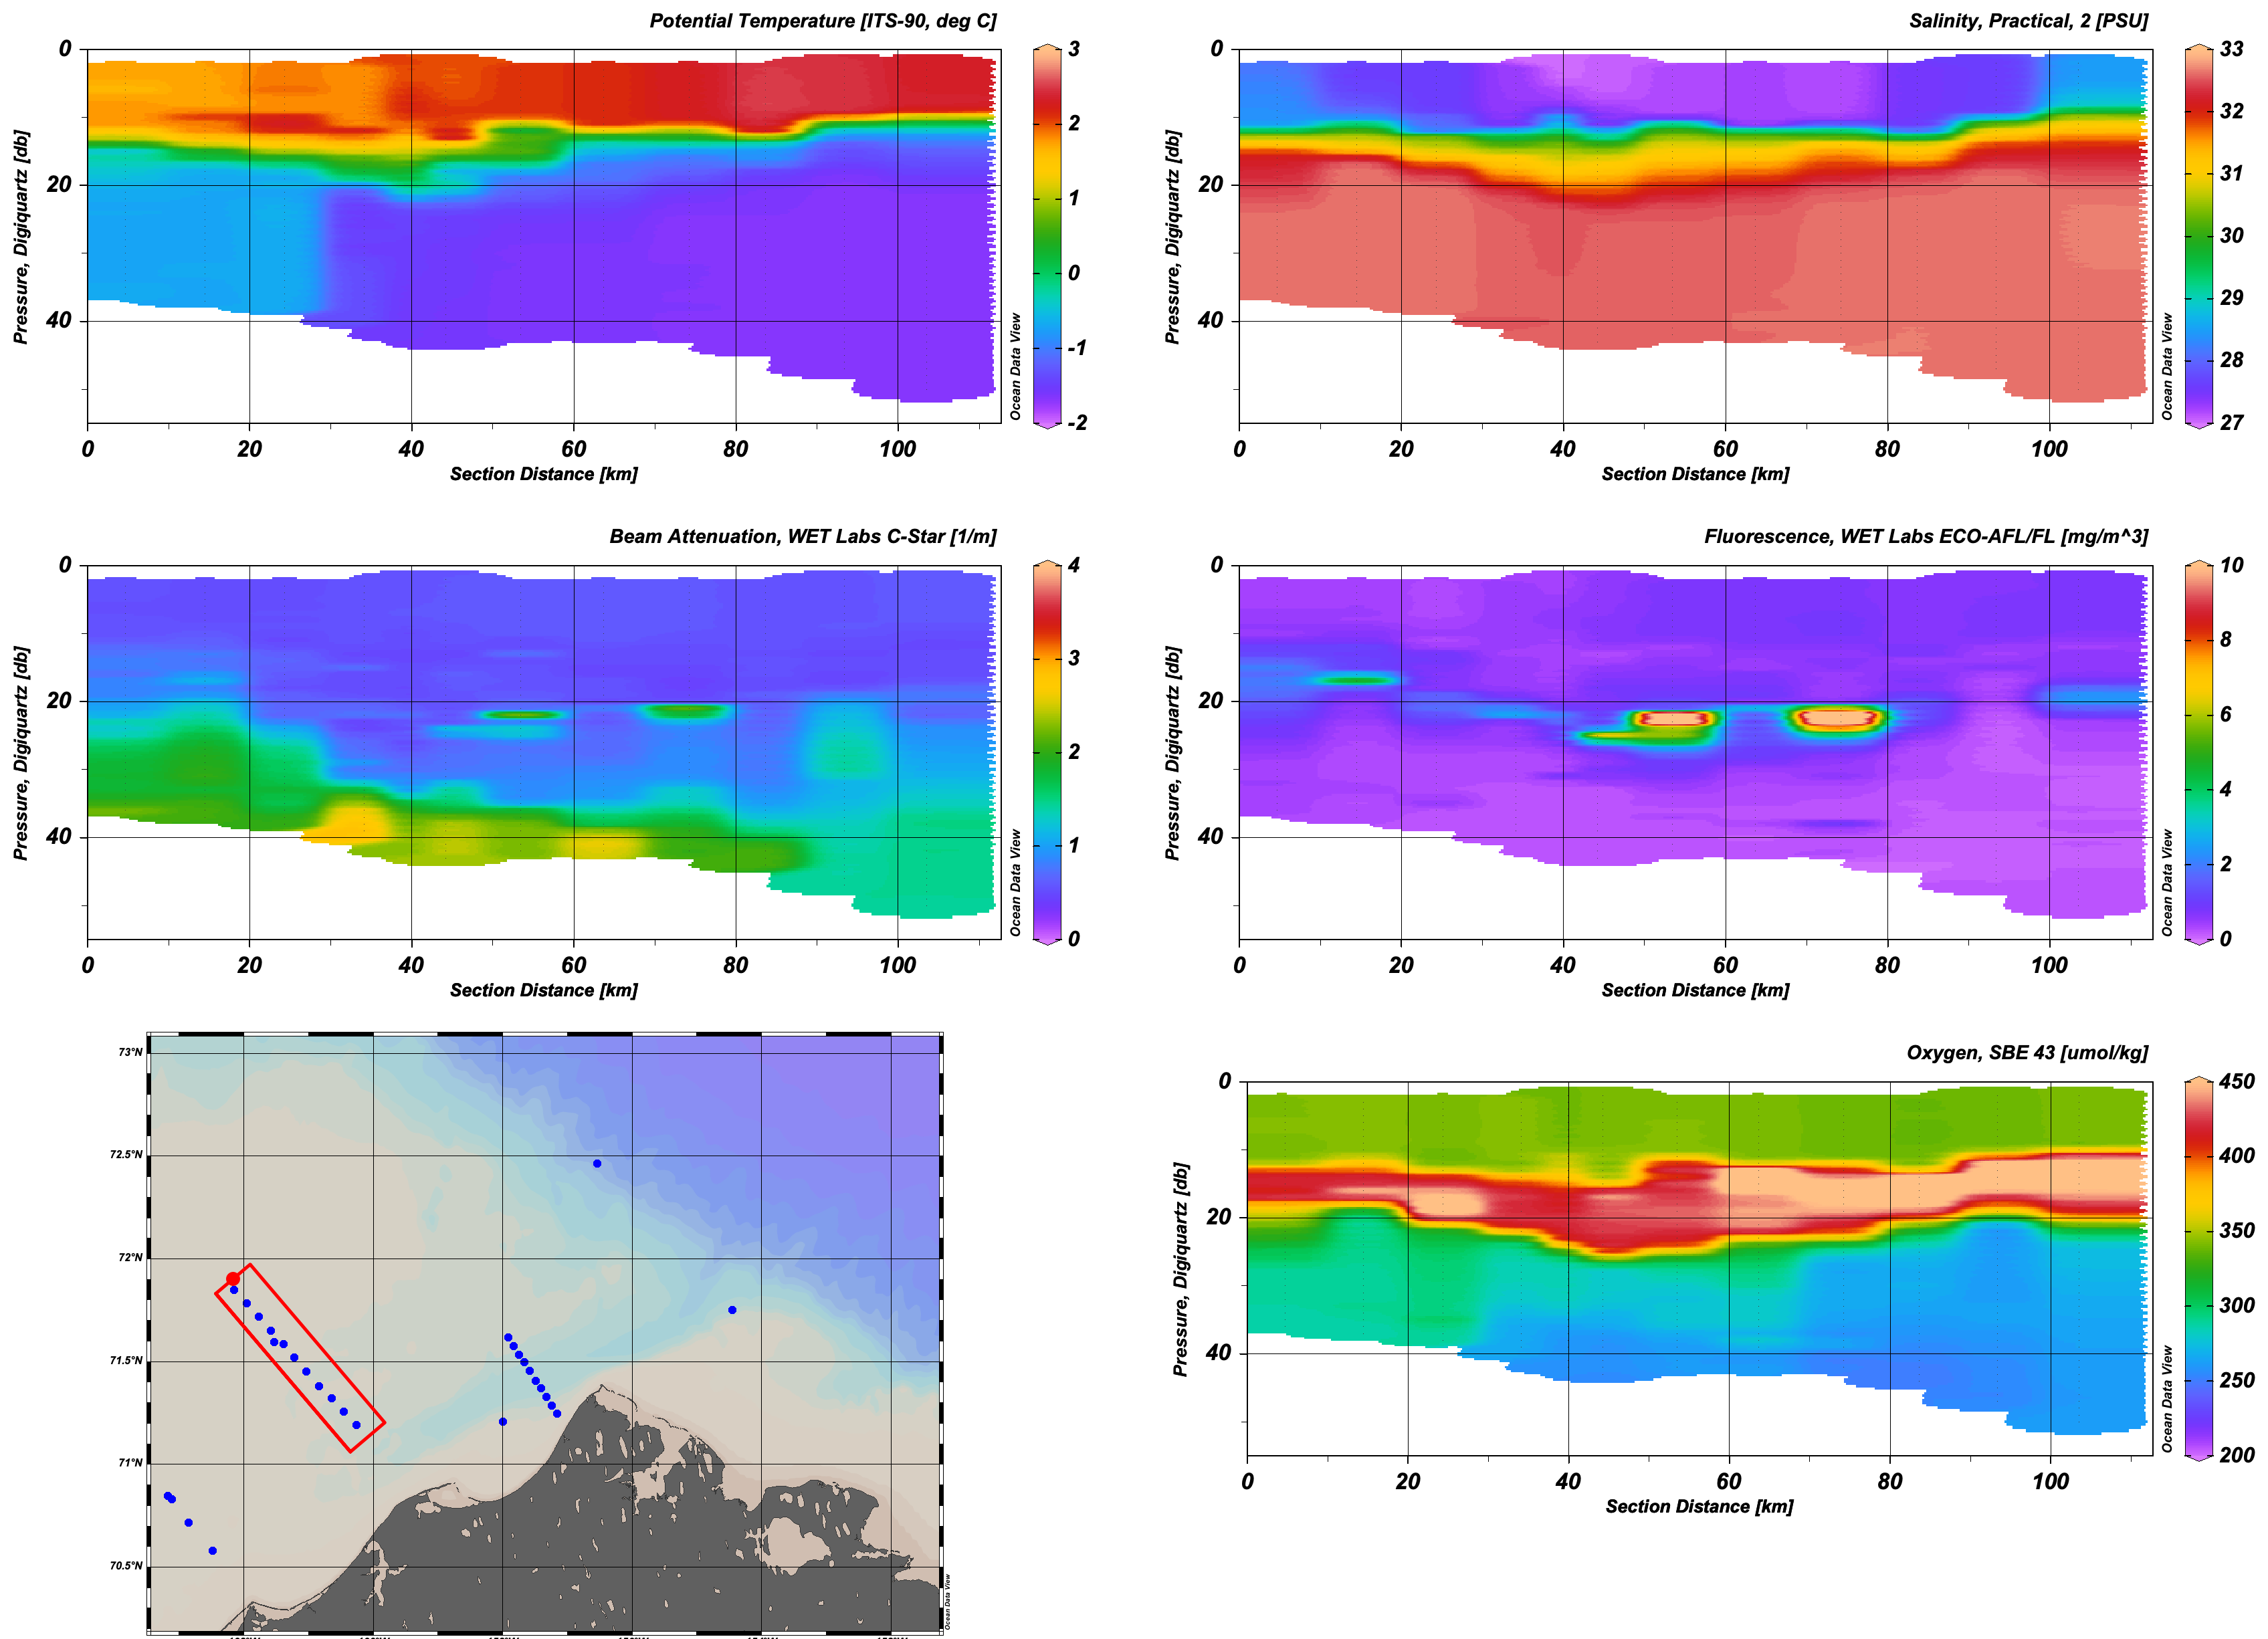 Potential Temperature [ITS-90, deg C]
0
20
40
Pressure, Digiquartz [db]
0 20 40 60 80 100
Section Distance [km]
3
2
1
0
-1
-2
Ocean Data View
Salinity, Practical, 2 [PSU]
0
20
40
Pressure, Digiquartz [db]
0 20 40 60 80 100
Section Distance [km]
33
32
31
30
29
28
27
Ocean Data View
Beam Attenuation, WET Labs C-Star [1/m]
0
20
40
Pressure, Digiquartz [db]
0 20 40 60 80 100
Section Distance [km]
4
3
2
1
0
Ocean Data View
Fluorescence, WET Labs ECO-AFL/FL [mg/m^3]
0
20
40
Pressure, Digiquartz [db]
0 20 40 60 80 100
Section Distance [km]
10
8
6
4
2
0
Ocean Data View
73°N
72.5°N
72°N
71.5°N
71°N
70.5°N
Ocean Data View
Oxygen, SBE 43 [umol/kg]
0
20
40
Pressure, Digiquartz [db]
0 20 40 60 80 100
Section Distance [km]
450
400
350
300
250
200
Ocean Data View